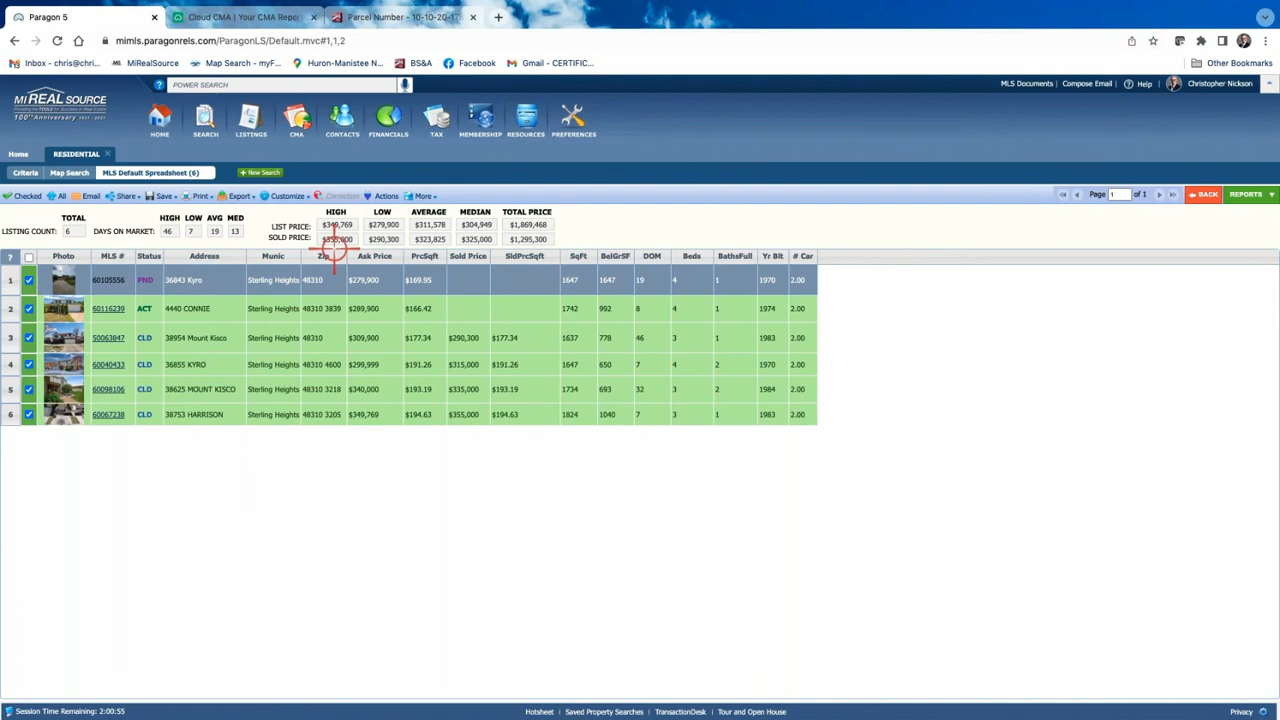 Paragon 5
Cloud CMA | Your CMA Report
Parcel Number - 10-10-20-17
mimls.paragonrels.com/ParagonLS/Default.mvc#1,1,2
Inbox - chris@chri...
MiRealSource
Map Search - myF...
Huron-Manistee N...
BS&A
Facebook
Gmail - CERTIFIC...
Other Bookmarks
MiREALSOURCE
100th Anniversary
POWER SEARCH
MLS Documents Compose Email Help Christopher Nickson
HOME SEARCH LISTINGS CMA CONTACTS FINANCIALS TAX MEMBERSHIP RESOURCES PREFERENCES
Home RESIDENTIAL
Criteria Map Search MLS Default Spreadsheet (6) + New Search
Checked All Email Share Save Print Export Customize Correction Actions More Page 1 of 1 BACK REPORTS
TOTAL HIGH LOW AVG MED HIGH LOW AVERAGE MEDIAN TOTAL PRICE
LISTING COUNT: 6 DAYS ON MARKET: 46 7 19 13
LIST PRICE: $349,769 $279,900 $311,578 $304,949 $1,869,468
SOLD PRICE: $355,000 $290,300 $323,825 $325,000 $1,295,300
? Photo MLS # Status Address Munic Zip Ask Price PrcSqft Sold Price SldPrcSqft SqFt BelGrSF DOM Beds BathsFull Yr Blt # Car
1 60105556 PND 36843 Kyro Sterling Heights 48310 $279,900 $169.95 1647 1647 19 4 1 1970 2.00
2 60116239 ACT 4440 CONNIE Sterling Heights 48310 3839 $289,900 $166.42 1742 992 8 4 1 1974 2.00
3 50063847 CLD 38954 Mount Kisco Sterling Heights 48310 $309,900 $177.34 $290,300 $177.34 1637 778 46 3 1 1983 2.00
4 60040433 CLD 36855 KYRO Sterling Heights 48310 4600 $299,999 $191.26 $315,000 $191.26 1647 650 7 4 2 1970 2.00
5 60098106 CLD 38625 MOUNT KISCO Sterling Heights 48310 3218 $340,000 $193.19 $335,000 $193.19 1734 693 32 3 2 1984 2.00
6 60067238 CLD 38753 HARRISON Sterling Heights 48310 3205 $349,769 $194.63 $355,000 $194.63 1824 1040 7 3 1 1983 2.00
Session Time Remaining: 2:00:55 Hotsheet Saved Property Searches TransactionDesk Tour and Open House Privacy